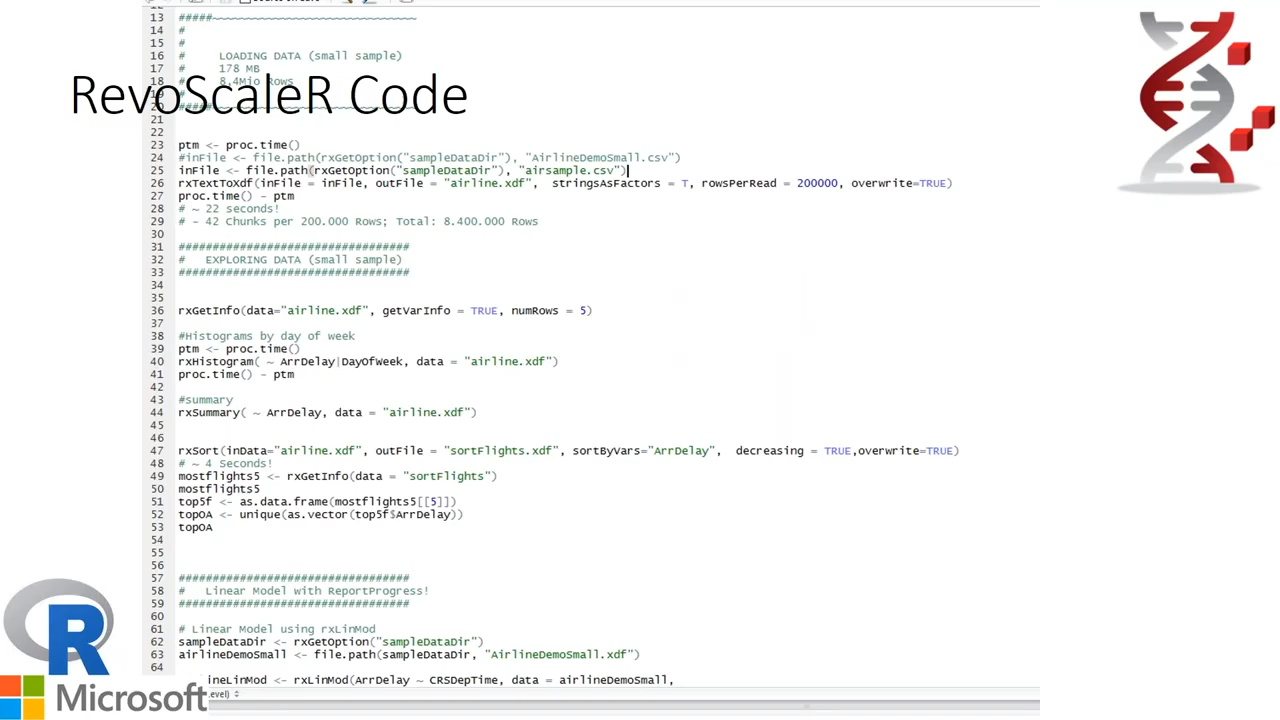 13 #####~~~~~~~~~~~~~~~~~~~~~~~~~~~~~~
14 #
15 #
16 #     LOADING DATA (small sample)
17 #     178 MB
18 #     8.4Mio Rows
RevoScaleR Code
19 #
20 #####
21
22
23 ptm <- proc.time()
24 #inFile <- file.path(rxGetOption("sampleDataDir"), "AirlineDemoSmall.csv")
25 inFile <- file.path(rxGetOption("sampleDataDir"), "airsample.csv")
26 rxTextToXdf(inFile = inFile, outFile = "airline.xdf",  stringsAsFactors = T, rowsPerRead = 200000, overwrite=TRUE)
27 proc.time() - ptm
28 # ~ 22 seconds!
29 # - 42 Chunks per 200.000 Rows; Total: 8.400.000 Rows
30
31 ##################################
32 #   EXPLORING DATA (small sample)
33 ##################################
34
35
36 rxGetInfo(data="airline.xdf", getVarInfo = TRUE, numRows = 5)
37
38 #Histograms by day of week
39 ptm <- proc.time()
40 rxHistogram( ~ ArrDelay|DayOfWeek, data = "airline.xdf")
41 proc.time() - ptm
42
43 #summary
44 rxSummary( ~ ArrDelay, data = "airline.xdf")
45
46
47 rxSort(inData="airline.xdf", outFile = "sortFlights.xdf", sortByVars="ArrDelay",  decreasing = TRUE,overwrite=TRUE)
48 # ~ 4 Seconds!
49 mostflights5 <- rxGetInfo(data = "sortFlights")
50 mostflights5
51 top5f <- as.data.frame(mostflights5[[5]])
52 topOA <- unique(as.vector(top5f$ArrDelay))
53 topOA
54
55
56
57 ##################################
58 #   Linear Model with ReportProgress!
59 ##################################
60
61 # Linear Model using rxLinMod
62 sampleDataDir <- rxGetOption("sampleDataDir")
63 airlineDemoSmall <- file.path(sampleDataDir, "AirlineDemoSmall.xdf")
64
ineLinMod <- rxLinMod(ArrDelay ~ CRSDepTime, data = airlineDemoSmall,
evel)
R
Microsoft